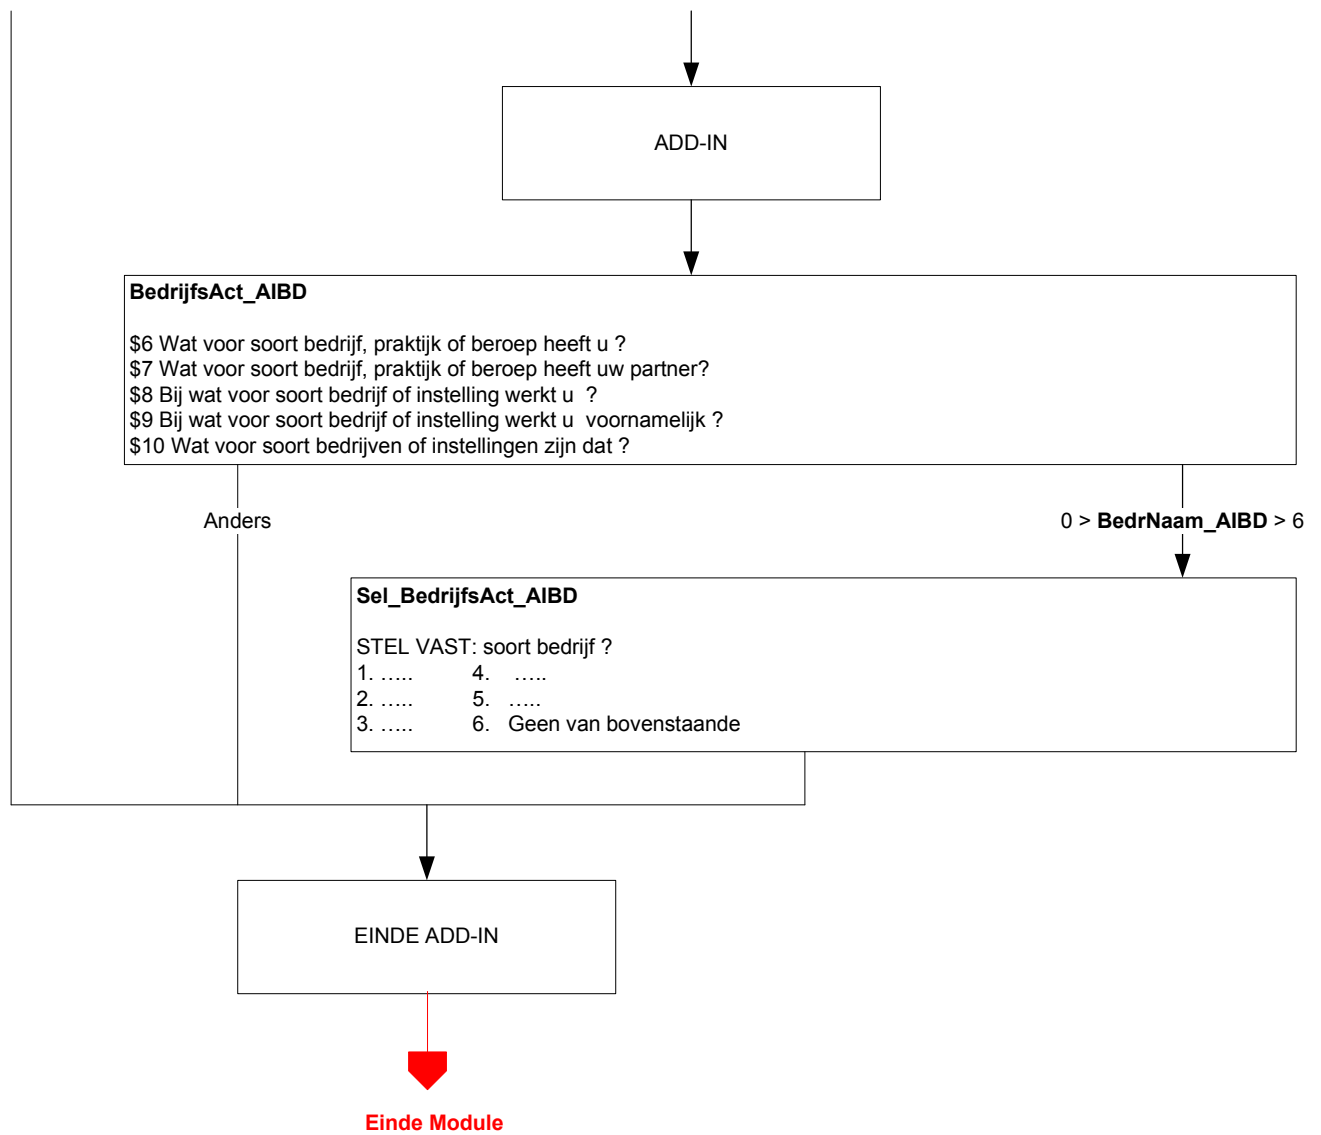 ADD-IN
BedrijfsAct_AIBD
$6 Wat voor soort bedrijf, praktijk of beroep heeft u ?
$7 Wat voor soort bedrijf, praktijk of beroep heeft uw partner?
$8 Bij wat voor soort bedrijf of instelling werkt u ?
$9 Bij wat voor soort bedrijf of instelling werkt u voornamelijk ?
$10 Wat voor soort bedrijven of instellingen zijn dat ?
Anders
0 > BedrNaam_AIBD > 6
Sel_BedrijfsAct_AIBD
STEL VAST: soort bedrijf ?
1. ..... 4. .....
2. ..... 5. .....
3. ..... 6. Geen van bovenstaande
EINDE ADD-IN
Einde Module